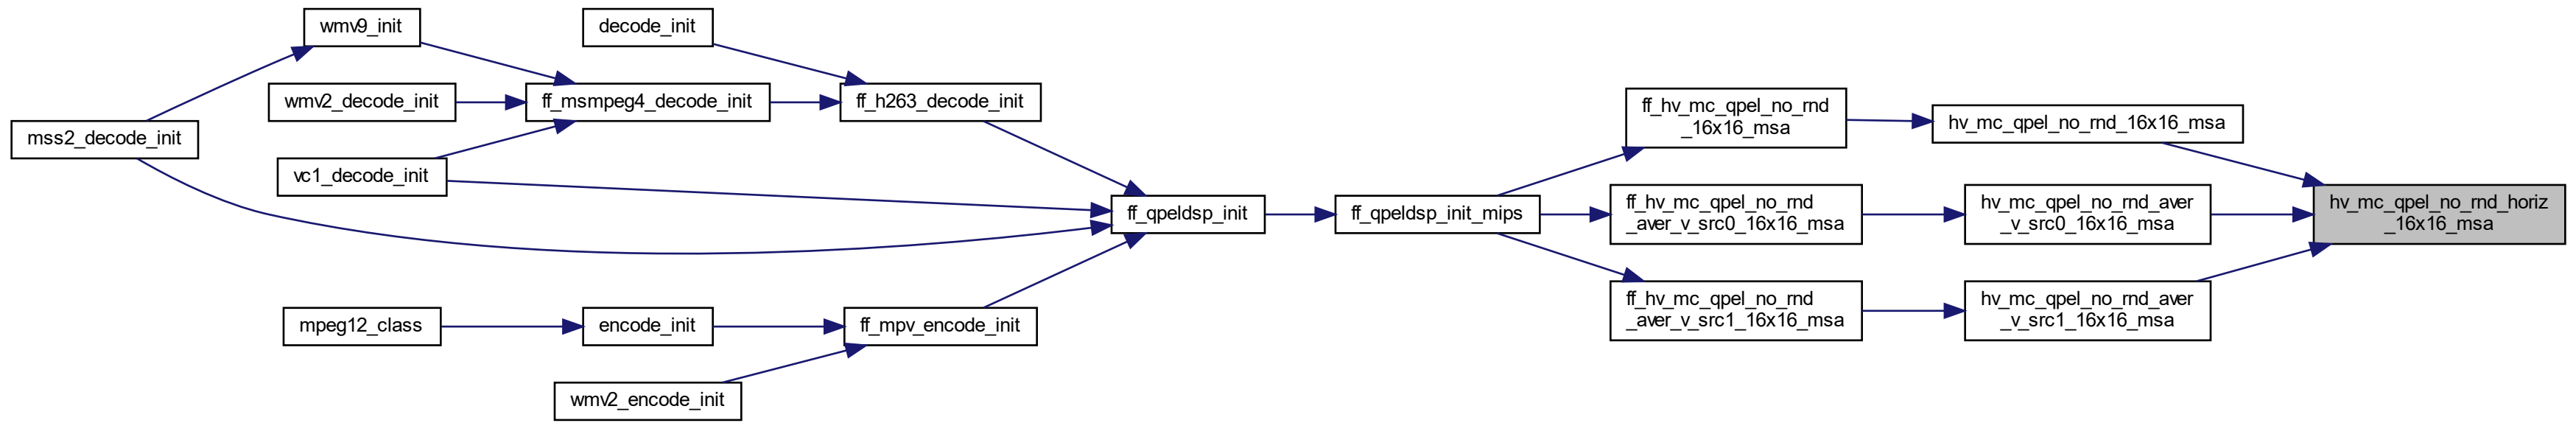 wmv9_init
decode_init
wmv2_decode_init
ff_msmpeg4_decode_init
ff_h263_decode_init
ff_hv_mc_qpel_no_rnd
_16x16_msa
hv_mc_qpel_no_rnd_16x16_msa
mss2_decode_init
vc1_decode_init
ff_qpeldsp_init
ff_qpeldsp_init_mips
ff_hv_mc_qpel_no_rnd
_aver_v_src0_16x16_msa
hv_mc_qpel_no_rnd_aver
_v_src0_16x16_msa
hv_mc_qpel_no_rnd_horiz
_16x16_msa
mpeg12_class
encode_init
ff_mpv_encode_init
ff_hv_mc_qpel_no_rnd
_aver_v_src1_16x16_msa
hv_mc_qpel_no_rnd_aver
_v_src1_16x16_msa
wmv2_encode_init